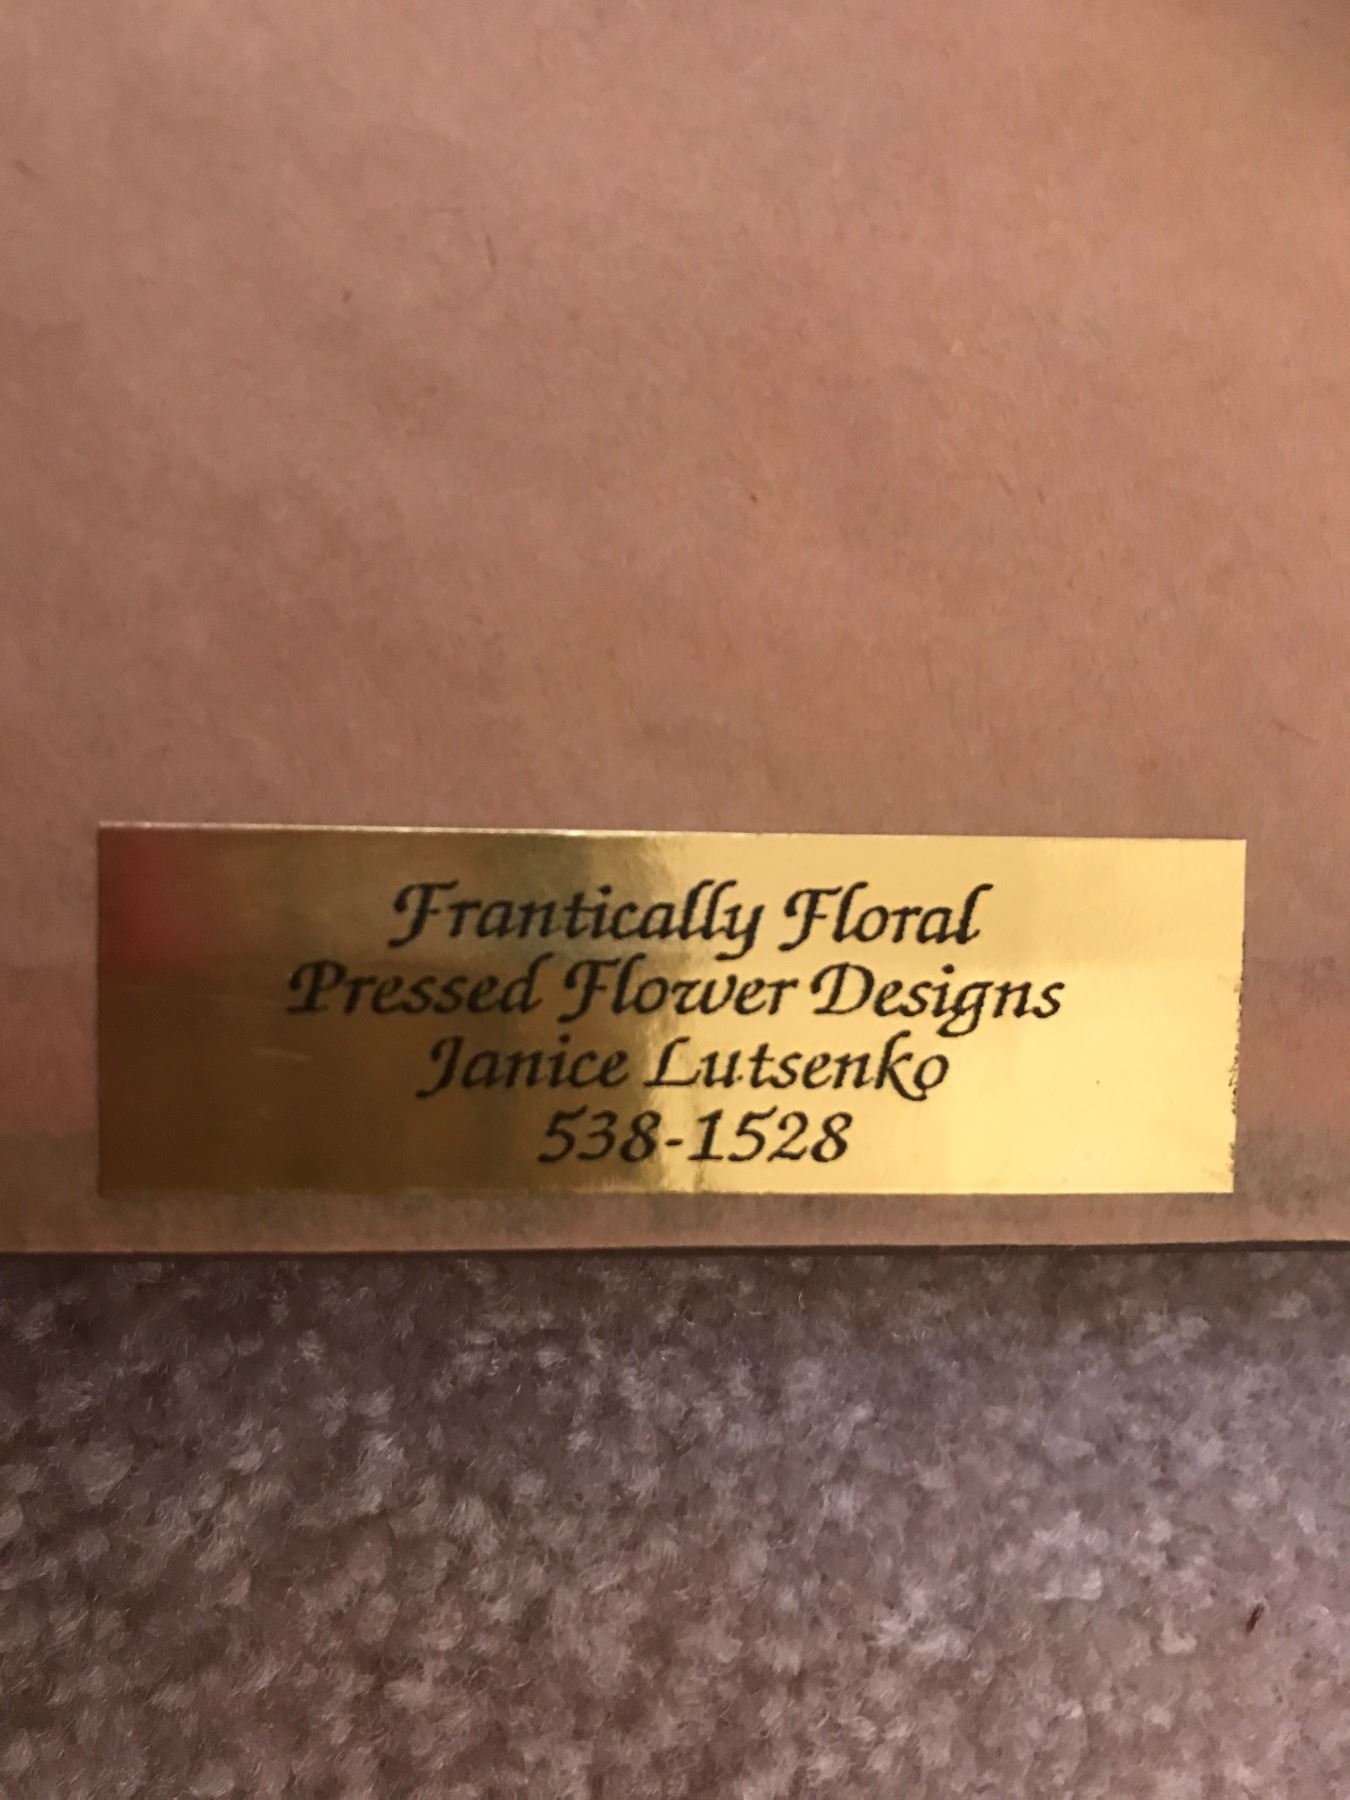 Frantically Floral
Pressed Flower Designs
Janice Lutsenko
538-1528